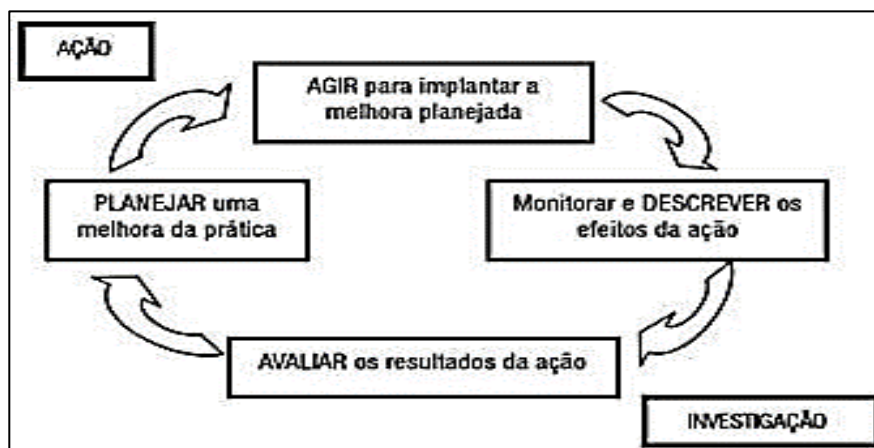 AÇÃO
AGIR para implantar a
melhora planejada
PLANEJAR uma
melhora da prática
Monitorar e DESCREVER os
efeitos da ação
AVALIAR os resultados da ação
INVESTIGAÇÃO